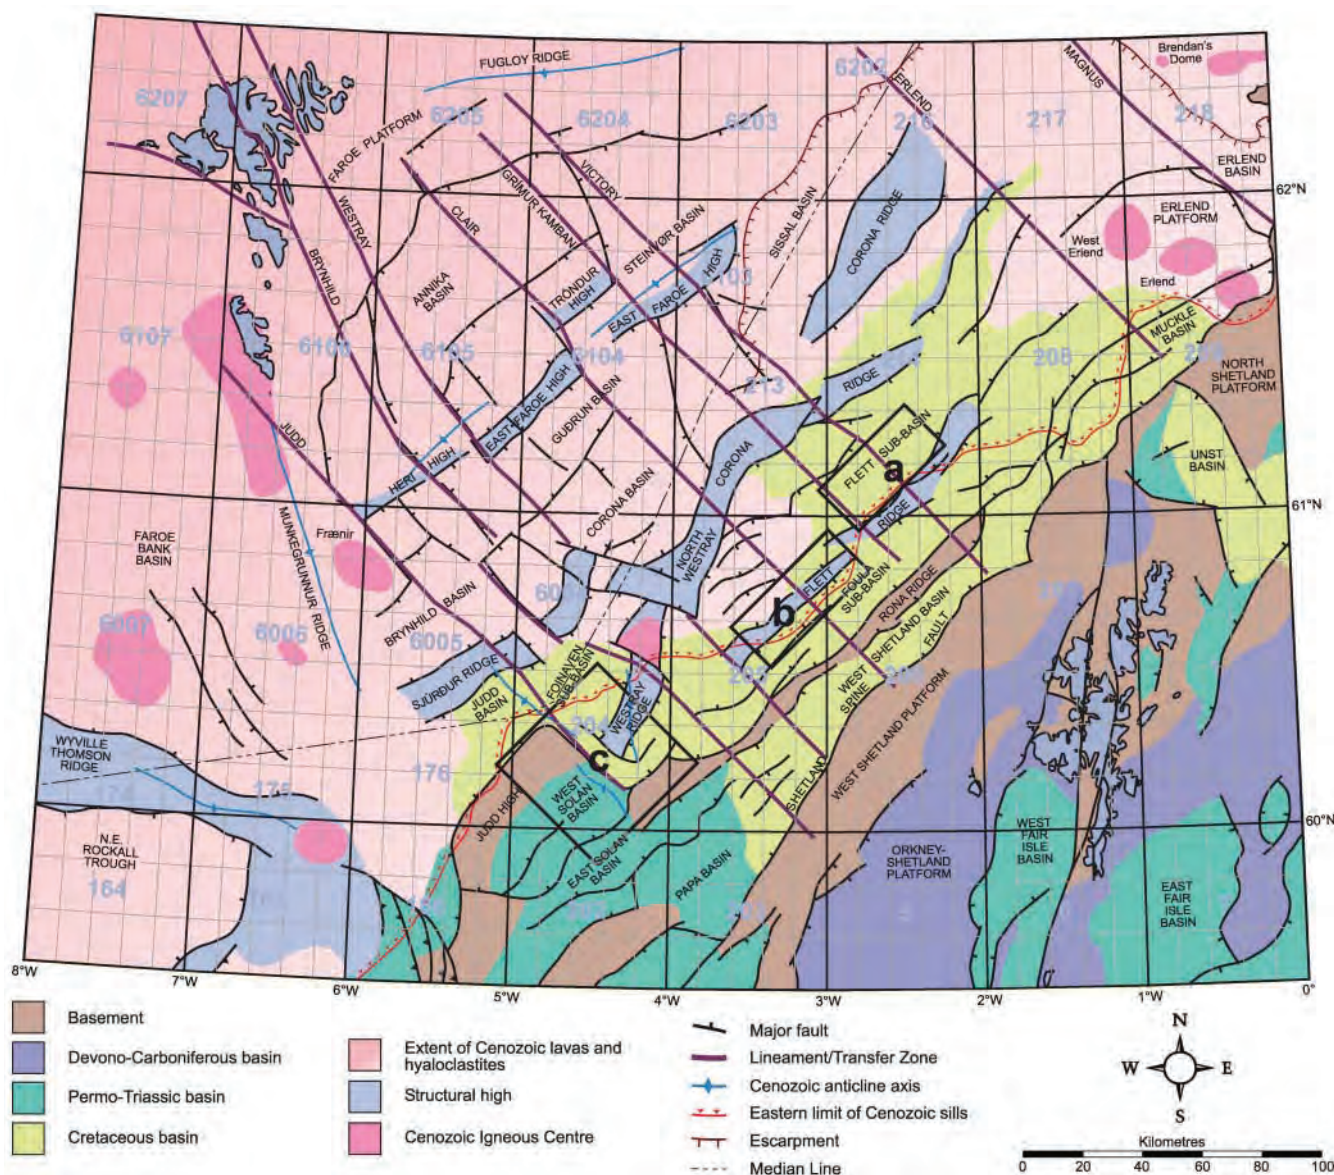 FUGLOY RIDGE
6202
ERLEND
MAGNUS
Brendan's
Dome
6207
FAROE PLATFORM
6205
6204
6203
216
217
218
ERLEND
BASIN
62°N
WESTRAY
CLAIR
GRIMUR KAMBAN
VICTORY
STEINVØR BASIN
SISSAL BASIN
CORONA RIDGE
ERLEND
PLATFORM
West
Erlend
Erlend
BRYNHILD
ANNIKA
BASIN
TRÓNDUR
HIGH
EAST
FAROE
HIGH
6103
MUCKLE
BASIN
6107
6106
6105
6104
213
214
208
NORTH
SHETLAND
PLATFORM
JUDD
HERI
HIGH
EAST FAROE HIGH
GUÐRUN BASIN
RIDGE
CORONA
FLETT SUB-BASIN
a
RIDGE
UNST
BASIN
61°N
FAROE
BANK
BASIN
Frænir
MUNKEGRUNNUR RIDGE
CORONA BASIN
NORTH
WESTRAY
FLETT
b
FOULA
SUB-BASIN
RONA RIDGE
WEST SHETLAND BASIN
BRYNHILD BASIN
6004
6005
6006
6007
SJÚRÐUR RIDGE
JUDD
BASIN
FOINAVEN
SUB-BASIN
WESTRAY
RIDGE
204
205
WEST
SPINE
FAULT
SHETLAND
WEST SHETLAND PLATFORM
WYVILLE
THOMSON
RIDGE
174
175
176
c
JUDD HIGH
WEST
SOLAN
BASIN
EAST SOLAN
BASIN
PAPA BASIN
60°N
N.E.
ROCKALL
TROUGH
164
ORKNEY-
SHETLAND
PLATFORM
WEST
FAIR
ISLE
BASIN
EAST
FAIR
ISLE
BASIN
8°W
7°W
6°W
5°W
4°W
3°W
2°W
1°W
0°
Basement
Devono-Carboniferous basin
Permo-Triassic basin
Cretaceous basin
Extent of Cenozoic lavas and
hyaloclastites
Structural high
Cenozoic Igneous Centre
Major fault
Lineament/Transfer Zone
Cenozoic anticline axis
Eastern limit of Cenozoic sills
Escarpment
Median Line
N
W
E
S
Kilometres
0 20 40 60 80 100